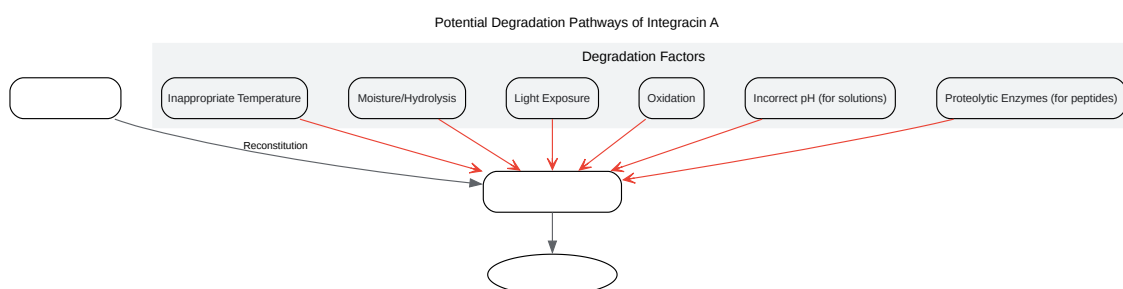 Potential Degradation Pathways of Integracin A
Degradation Factors
Inappropriate Temperature
Moisture/Hydrolysis
Light Exposure
Oxidation
Incorrect pH (for solutions)
Proteolytic Enzymes (for peptides)
Reconstitution